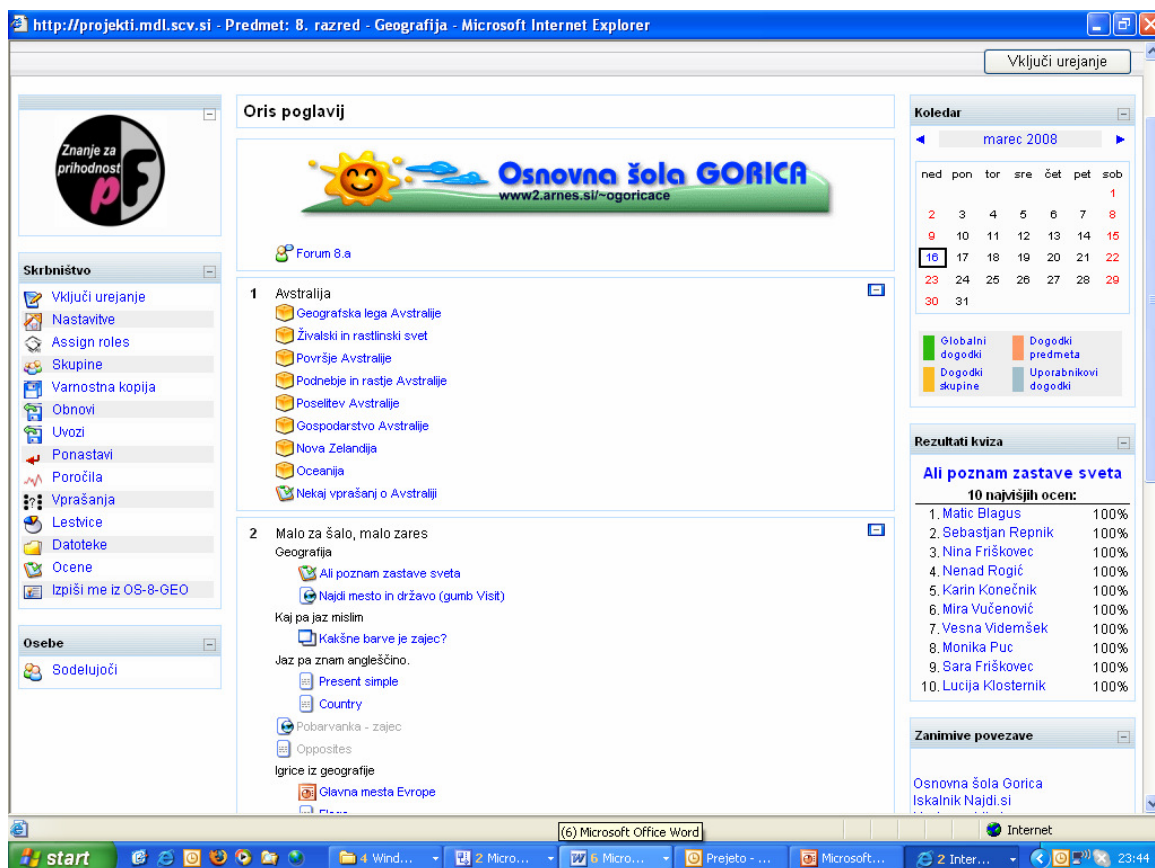 http://projekti.mdl.scv.si - Predmet: 8. razred - Geografija - Microsoft Internet Explorer
Vključi urejanje
Znanje za
prihodnost
pF
Skrbništvo
Vključi urejanje
Nastavitve
Assign roles
Skupine
Varnostna kopija
Obnovi
Uvozi
Ponastavi
Poročila
Vprašanja
Lestvice
Datoteke
Ocene
Izpiši me iz OS-8-GEO
Osebe
Sodelujoči
Oris poglavij
Osnovna šola GORICA
www2.arnes.si/~ogoricace
Forum 8.a
1 Avstralija
Geografska lega Avstralije
Živalski in rastlinski svet
Površje Avstralije
Podnebje in rastje Avstralije
Poselitev Avstralije
Gospodarstvo Avstralije
Nova Zelandija
Oceanija
Nekaj vprašanj o Avstraliji
2 Malo za šalo, malo zares
Geografija
Ali poznam zastave sveta
Najdi mesto in državo (gumb Visit)
Kaj pa jaz mislim
Kakšne barve je zajec?
Jaz pa znam angleščino.
Present simple
Country
Pobarvanka - zajec
Opposites
Igrice iz geografije
Glavna mesta Evrope
Koledar
marec 2008
ned pon tor sre čet pet sob
1
2 3 4 5 6 7 8
9 10 11 12 13 14 15
16 17 18 19 20 21 22
23 24 25 26 27 28 29
30 31
Globalni dogodki
Dogodki predmeta
Dogodki skupine
Uporabnikovi dogodki
Rezultati kviza
Ali poznam zastave sveta
10 najvišjih ocen:
1. Matic Blagus 100%
2. Sebastjan Repnik 100%
3. Nina Friškovec 100%
4. Nenad Rogić 100%
5. Karin Konečnik 100%
6. Mira Vučenović 100%
7. Vesna Videmšek 100%
8. Monika Puc 100%
9. Sara Friškovec 100%
10. Lucija Klosternik 100%
Zanimive povezave
Osnovna šola Gorica
Iskalnik Najdi.si
(6) Microsoft Office Word
Internet
start
4 Wind...
2 Micro...
6 Micro...
Prejeto - ...
Microsoft...
2 Inter...
23:44